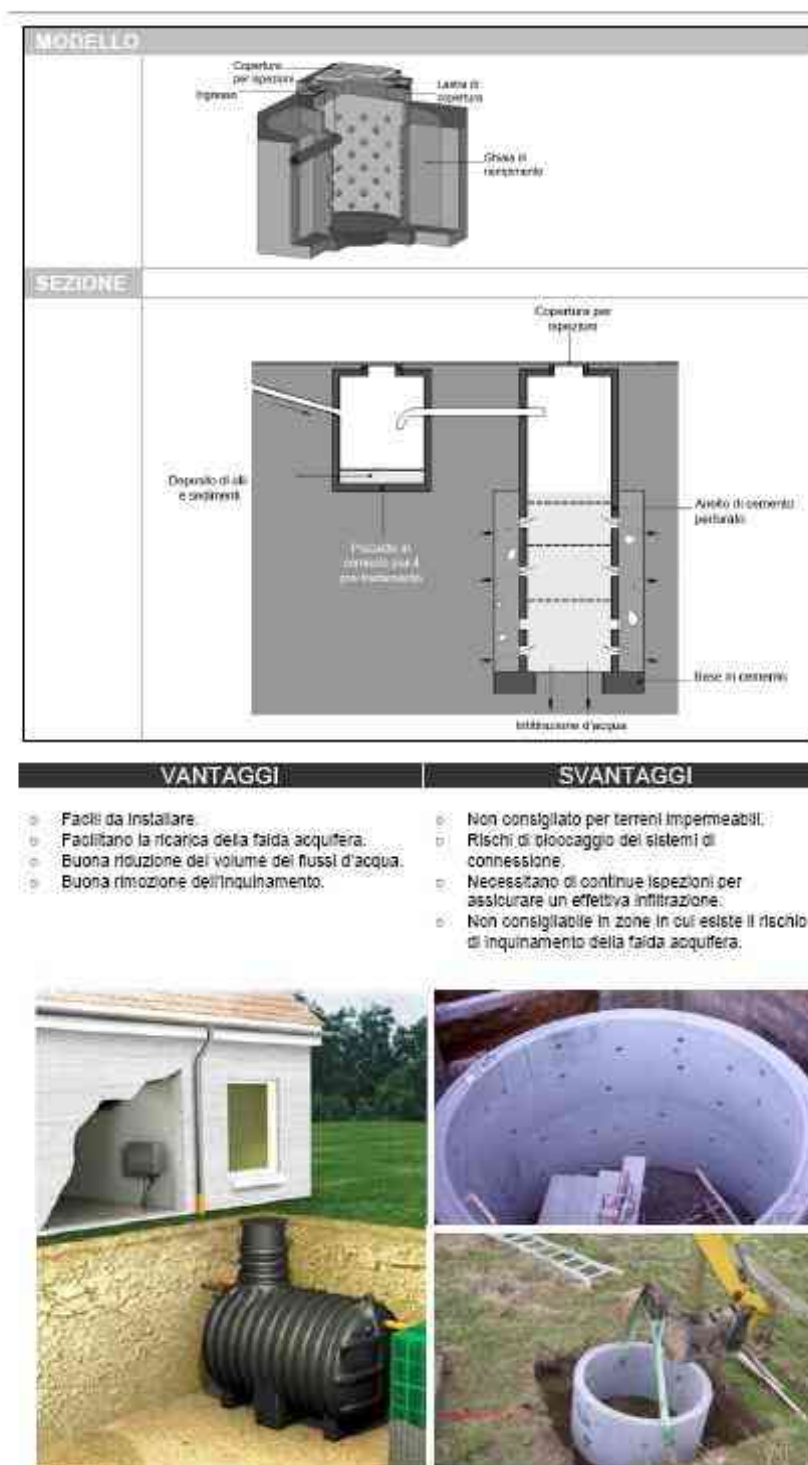 MODELLO
Copertura
per ispezioni
Ingresso
Lastra di
copertura
Ghiaia di
riempimento
SEZIONE
Copertura per
ispezioni
Deposito di olii
e sedimenti
Pozzetto in
cemento per il
pre-trattamento
Anello di cemento
perforato
Base in cemento
Infiltrazione d'acqua
VANTAGGI
SVANTAGGI
Facili da installare.
Facilitano la ricarica della falda acquifera.
Buona riduzione del volume dei flussi d'acqua.
Buona rimozione dell'inquinamento.
Non consigliato per terreni impermeabili.
Rischi di bloccaggio dei sistemi di
connessione.
Necessitano di continue ispezioni per
assicurare un effettiva infiltrazione.
Non consigliabile in zone in cui esiste il rischio
di inquinamento della falda acquifera.